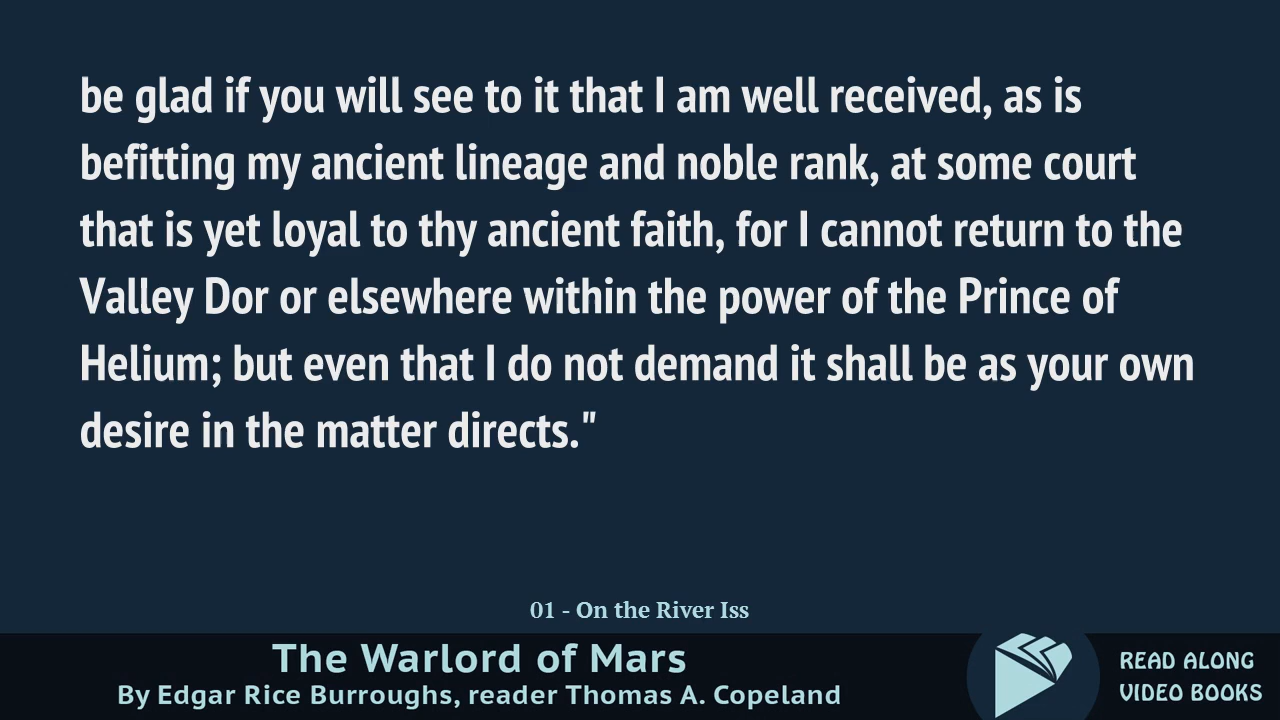 be glad if you will see to it that I am well received, as is
befitting my ancient lineage and noble rank, at some court
that is yet loyal to thy ancient faith, for I cannot return to the
Valley Dor or elsewhere within the power of the Prince of
Helium; but even that I do not demand it shall be as your own
desire in the matter directs."
01 - On the River Iss
The Warlord of Mars
By Edgar Rice Burroughs, reader Thomas A. Copeland
READ ALONG
VIDEO BOOKS